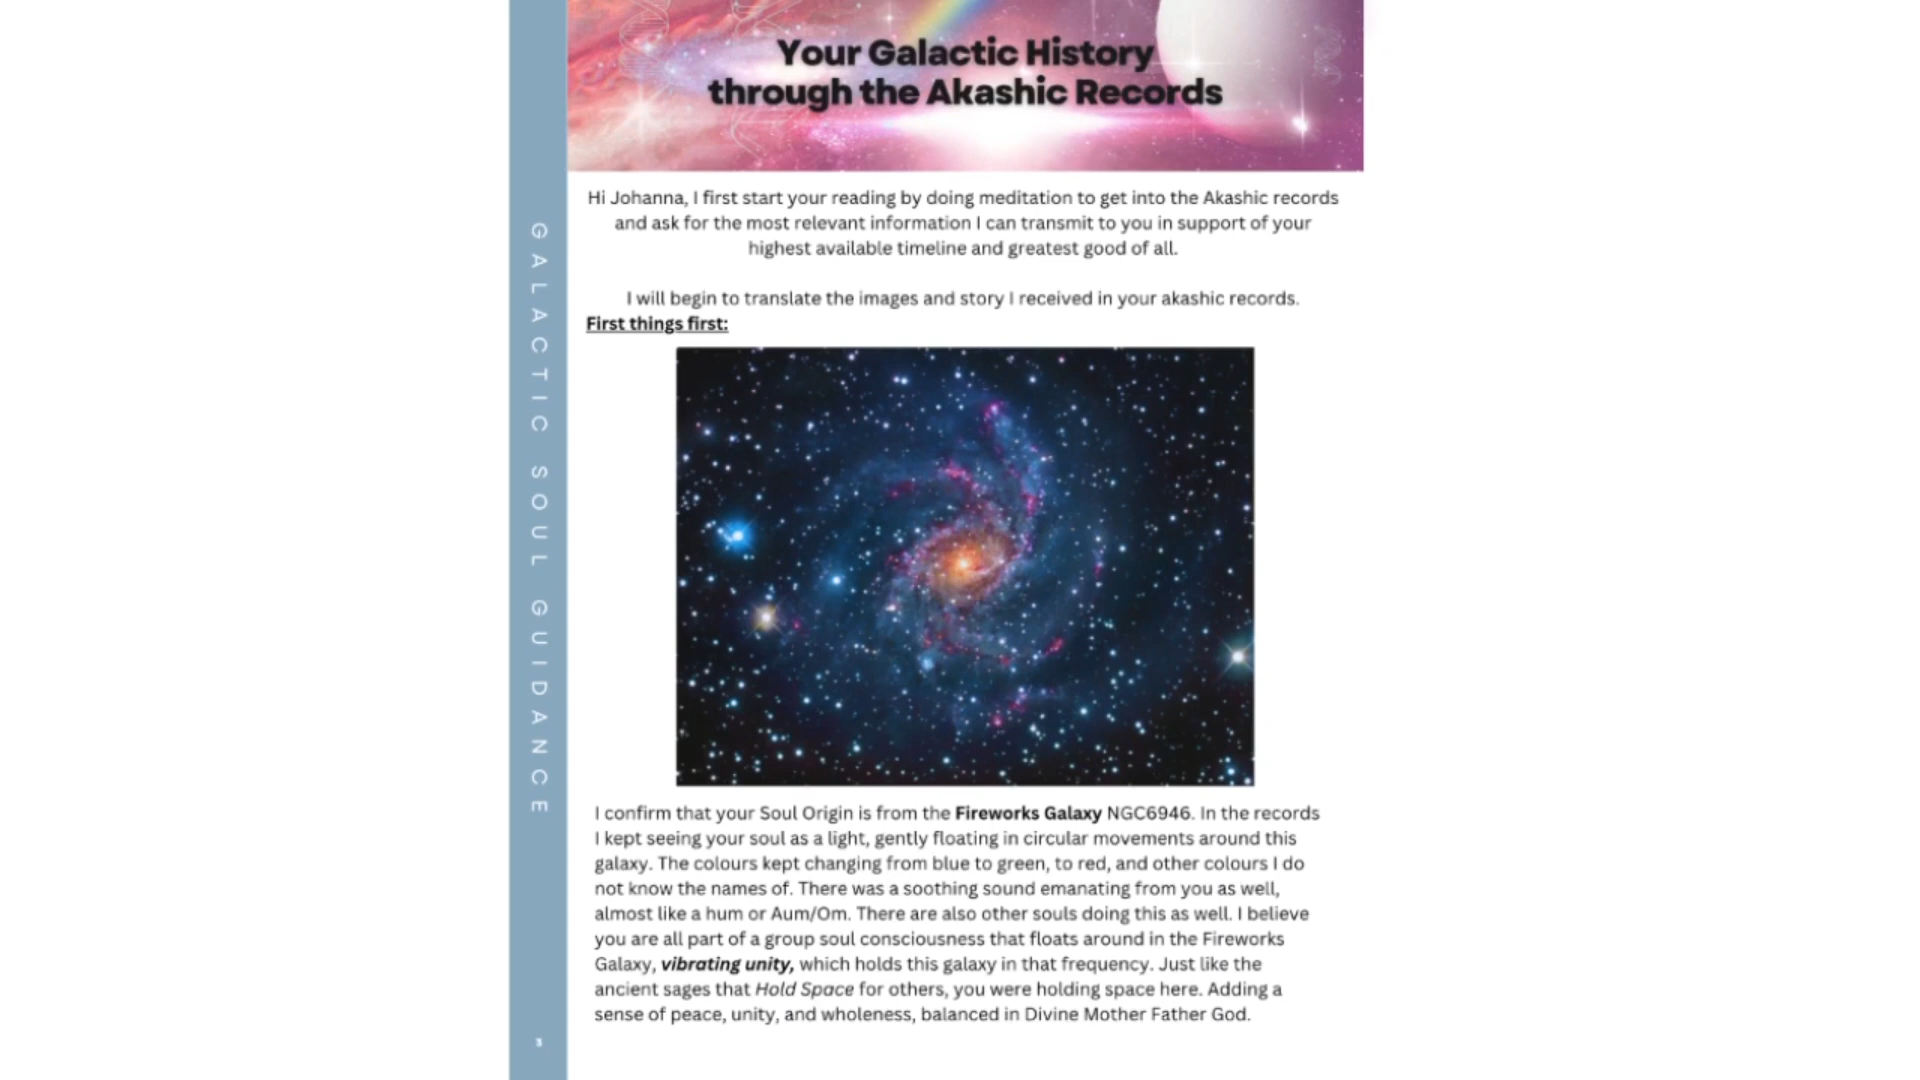 Your Galactic History
through the Akashic Records
GALACTIC SOUL GUIDANCE
Hi Johanna, I first start your reading by doing meditation to get into the Akashic records
and ask for the most relevant information I can transmit to you in support of your
highest available timeline and greatest good of all.
I will begin to translate the images and story I received in your akashic records.
First things first:
I confirm that your Soul Origin is from the Fireworks Galaxy NGC6946. In the records
I kept seeing your soul as a light, gently floating in circular movements around this
galaxy. The colours kept changing from blue to green, to red, and other colours I do
not know the names of. There was a soothing sound emanating from you as well,
almost like a hum or Aum/Om. There are also other souls doing this as well. I believe
you are all part of a group soul consciousness that floats around in the Fireworks
Galaxy, vibrating unity, which holds this galaxy in that frequency. Just like the
ancient sages that Hold Space for others, you were holding space here. Adding a
sense of peace, unity, and wholeness, balanced in Divine Mother Father God.